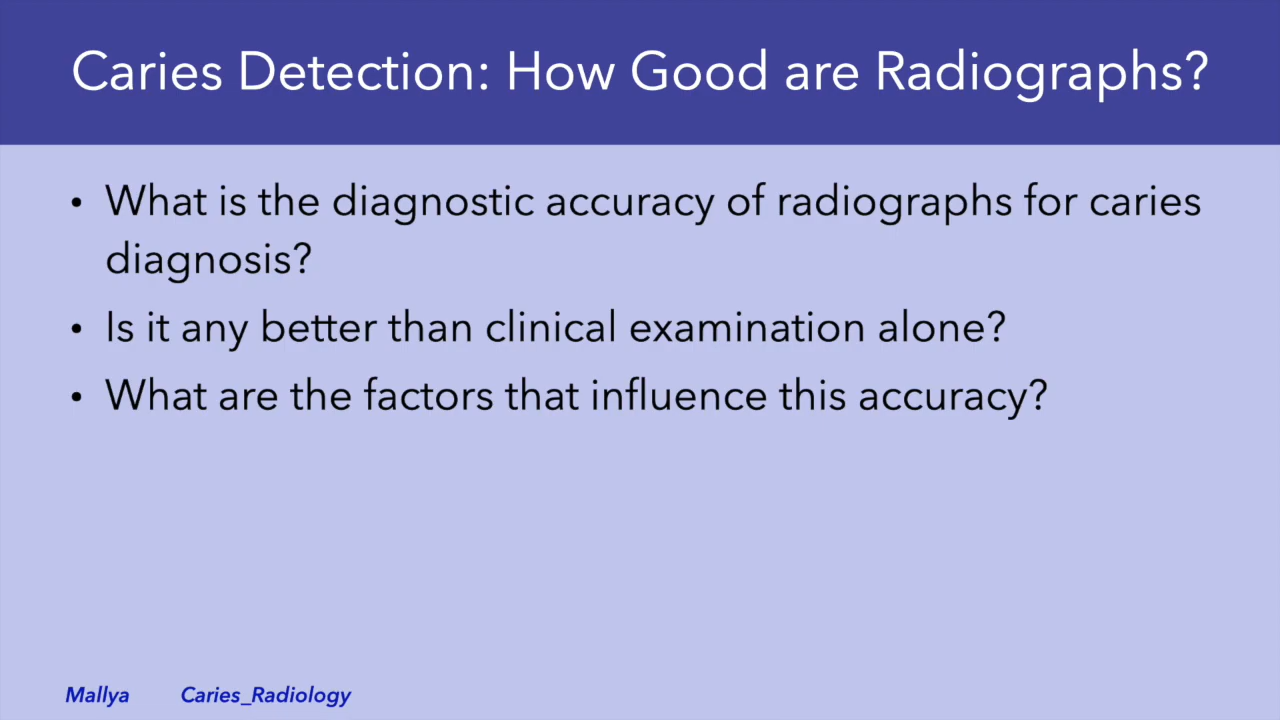 Caries Detection: How Good are Radiographs?
• What is the diagnostic accuracy of radiographs for caries
diagnosis?
• Is it any better than clinical examination alone?
• What are the factors that influence this accuracy?
Mallya Caries_Radiology